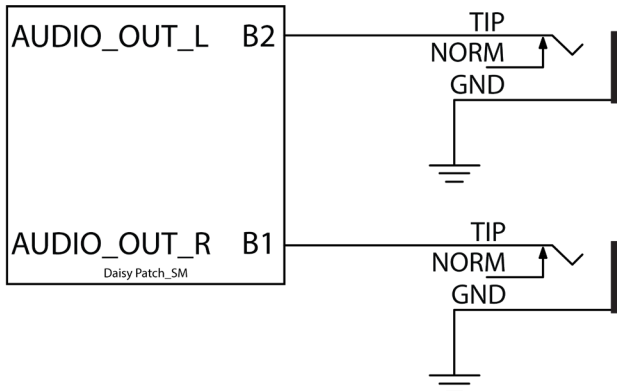 AUDIO_OUT_L B2 TIP
NORM
GND
AUDIO_OUT_R B1 TIP
Daisy Patch_SM NORM
GND